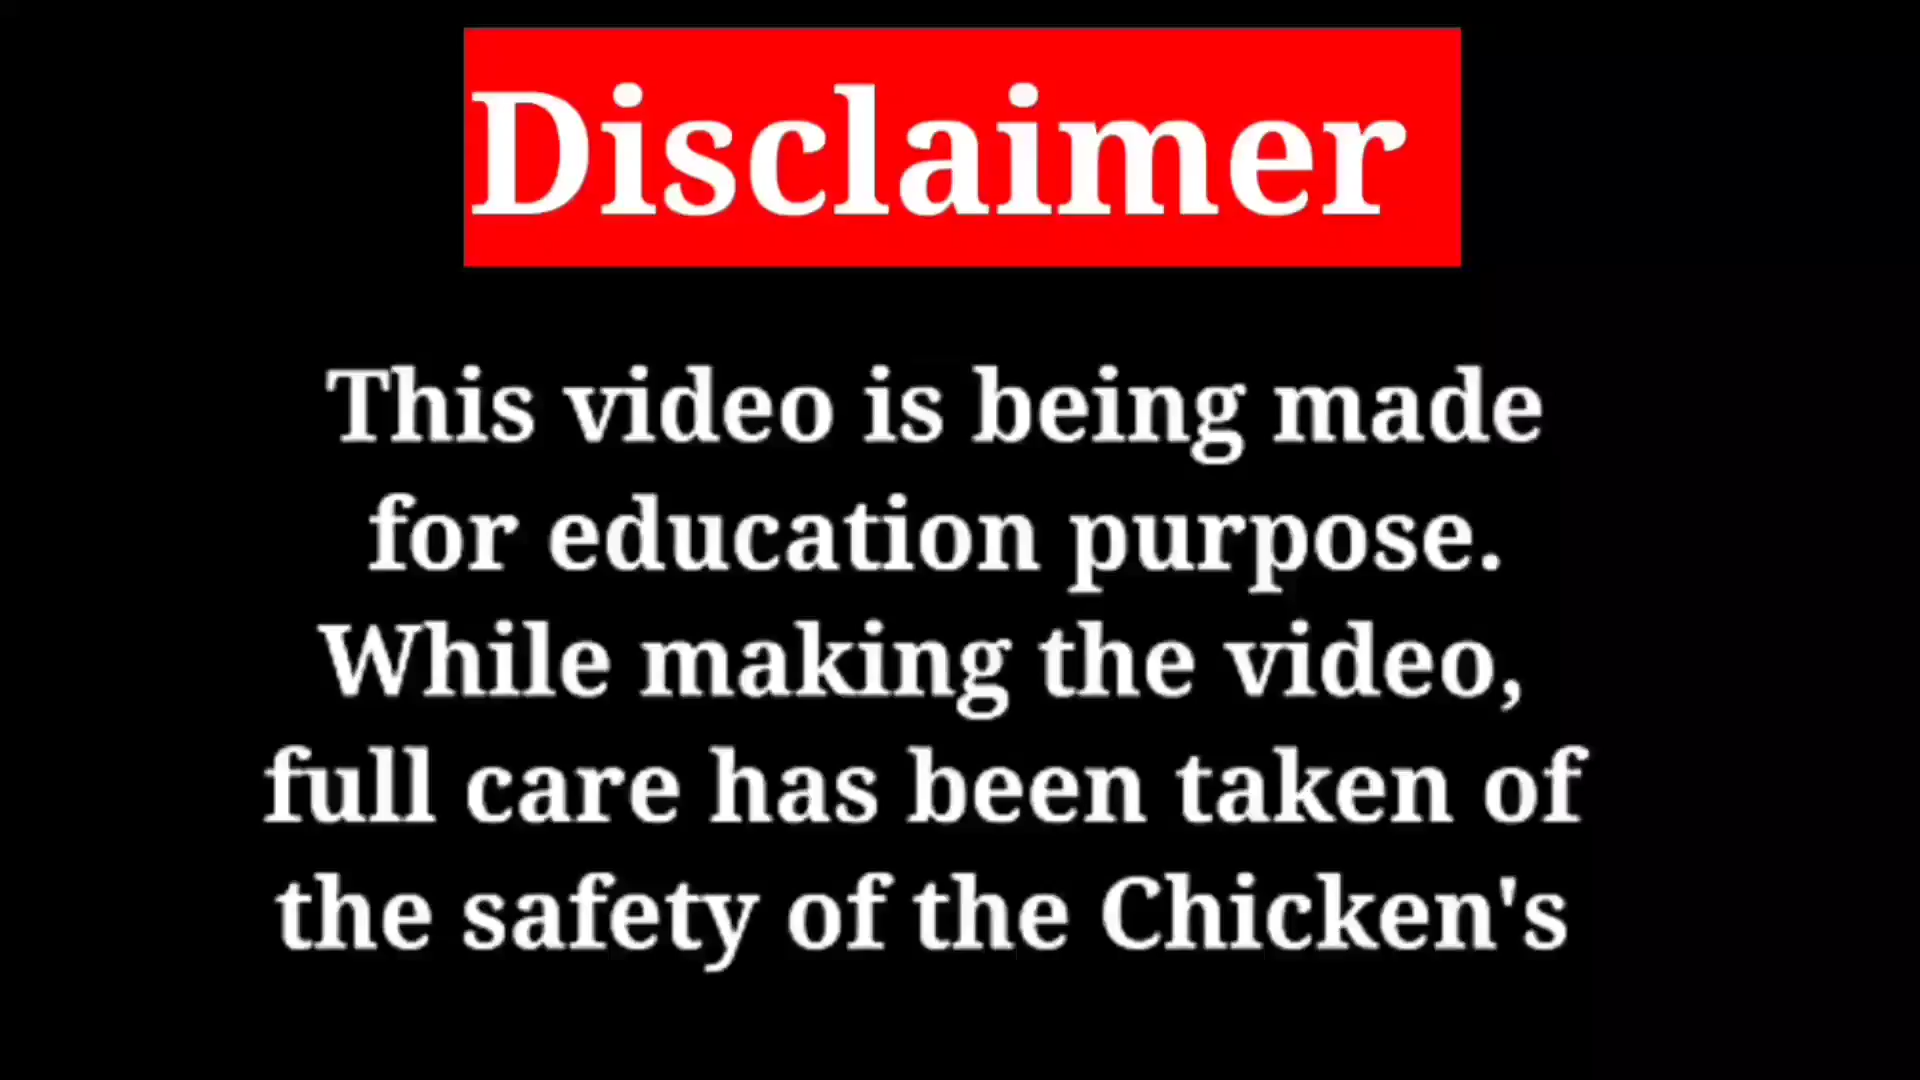 Disclaimer
This video is being made
for education purpose.
While making the video,
full care has been taken of
the safety of the Chicken's